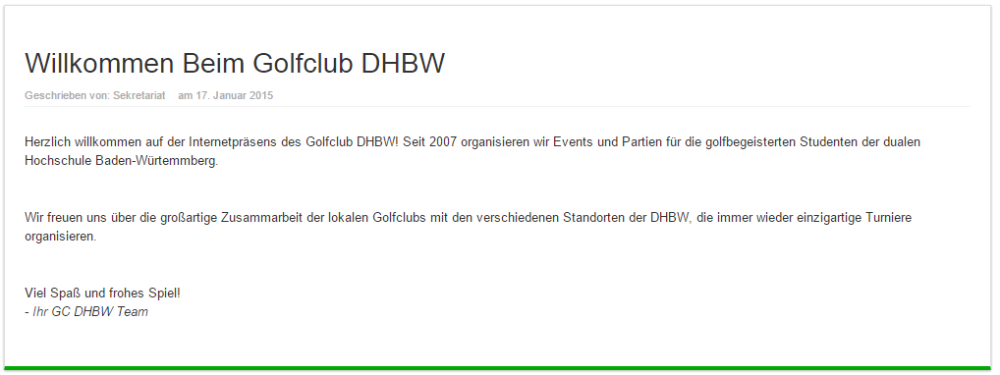 Willkommen Beim Golfclub DHBW
Geschrieben von: Sekretariat am 17. Januar 2015
Herzlich willkommen auf der Internetpräsens des Golfclub DHBW! Seit 2007 organisieren wir Events und Partien für die golfbegeisterten Studenten der dualen
Hochschule Baden-Würtemmberg.
Wir freuen uns über die großartige Zusammarbeit der lokalen Golfclubs mit den verschiedenen Standorten der DHBW, die immer wieder einzigartige Turniere
organisieren.
Viel Spaß und frohes Spiel!
- Ihr GC DHBW Team